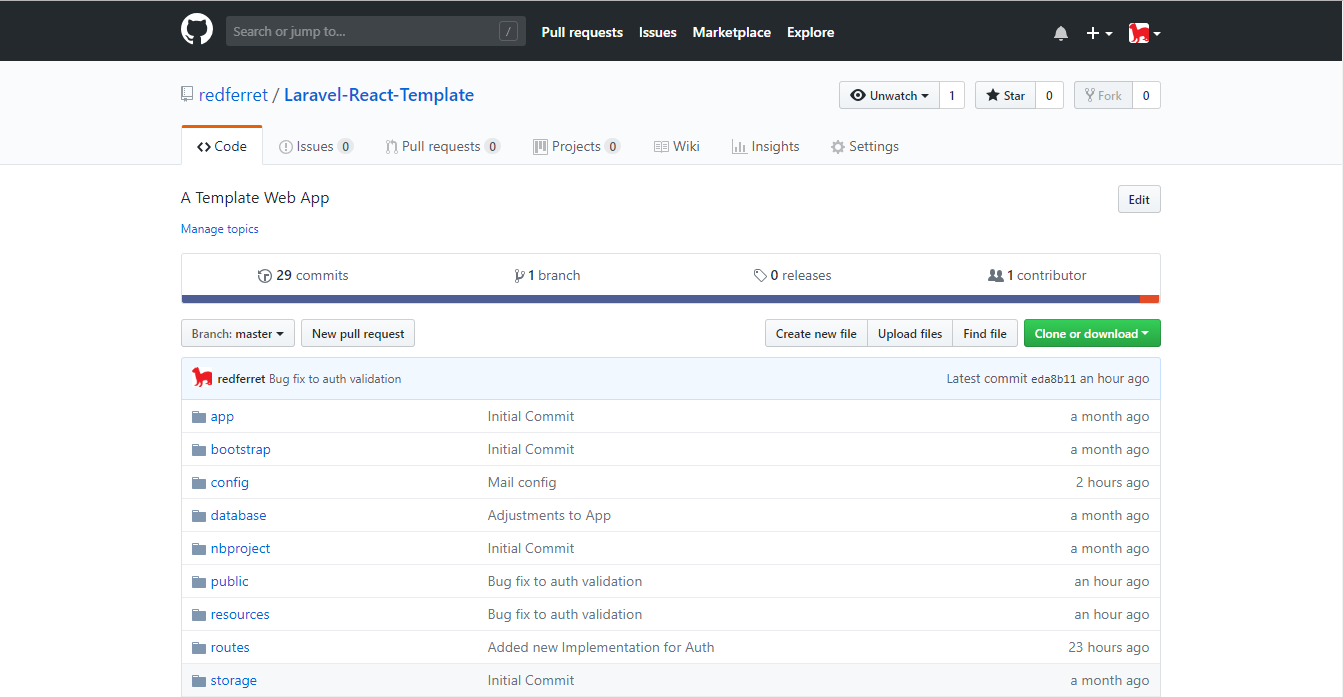 Search or jump to... / Pull requests Issues Marketplace Explore
redferret / Laravel-React-Template Unwatch 1 Star 0 Fork 0
Code Issues 0 Pull requests 0 Projects 0 Wiki Insights Settings
A Template Web App Edit
Manage topics
29 commits 1 branch 0 releases 1 contributor
Branch: master New pull request Create new file Upload files Find file Clone or download
redferret Bug fix to auth validation Latest commit eda8b11 an hour ago
app Initial Commit a month ago
bootstrap Initial Commit a month ago
config Mail config 2 hours ago
database Adjustments to App a month ago
nbproject Initial Commit a month ago
public Bug fix to auth validation an hour ago
resources Bug fix to auth validation an hour ago
routes Added new Implementation for Auth 23 hours ago
storage Initial Commit a month ago